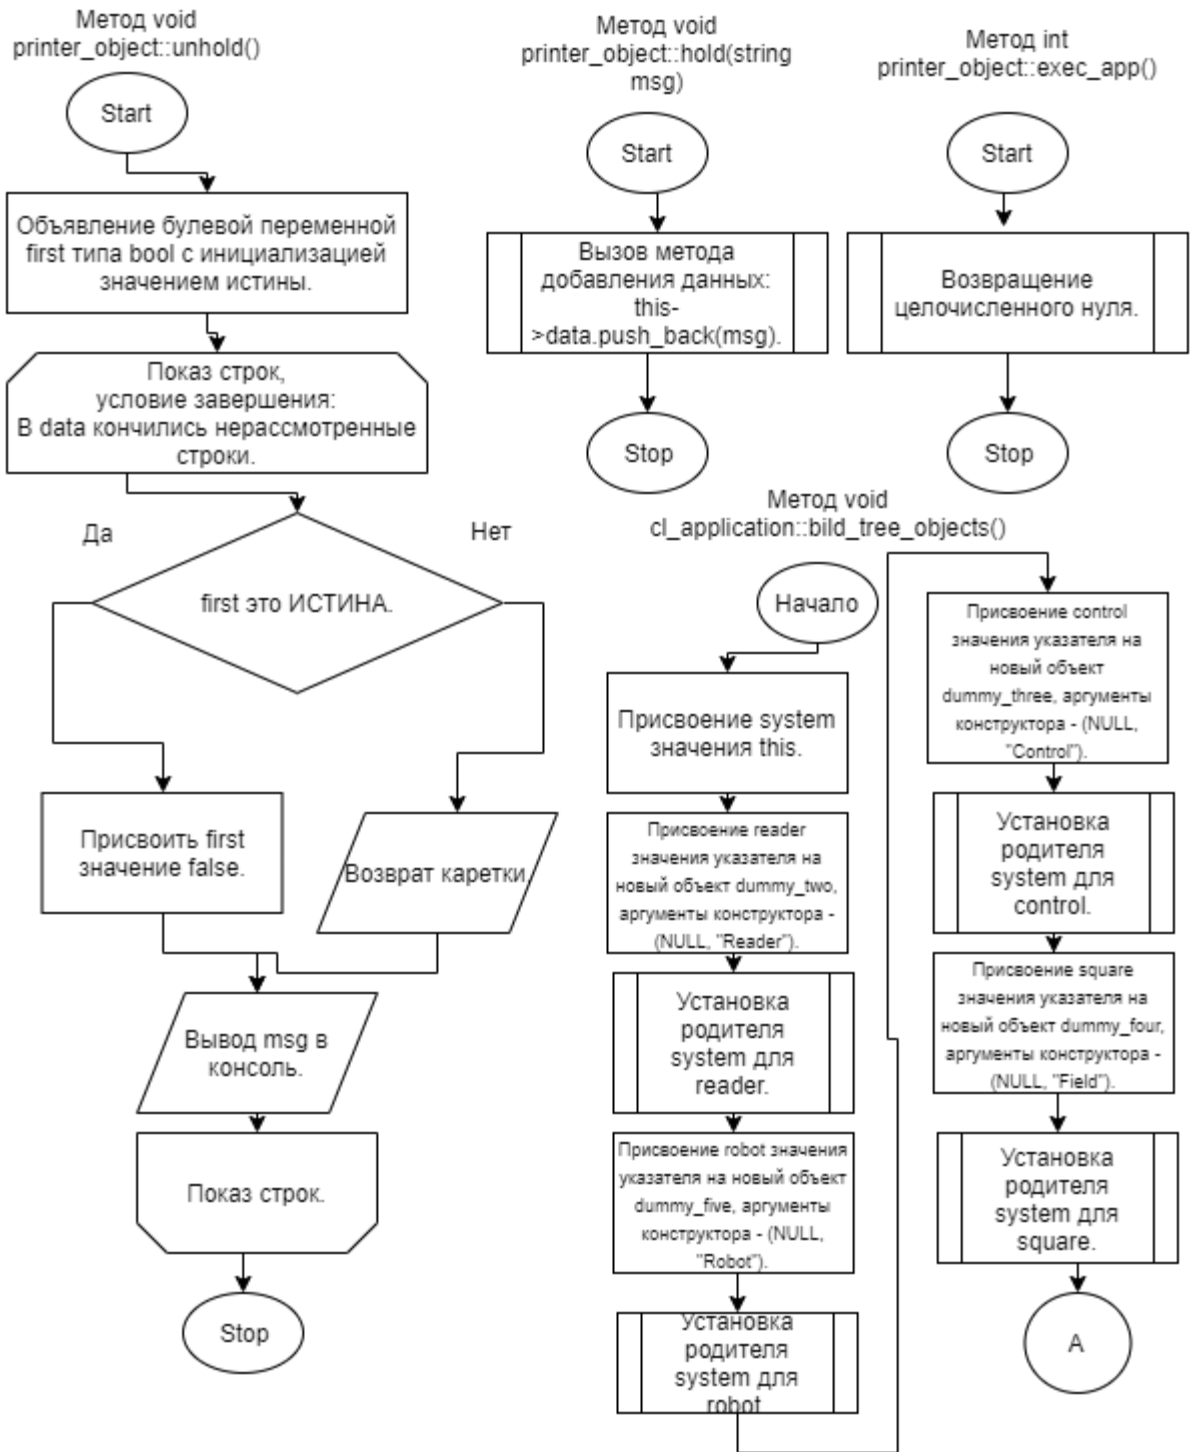 Метод void
printer_object::unhold()
Start
Объявление булевой переменной
first типа bool с инициализацией
значением истины.
Показ строк,
условие завершения:
В data кончились нерассмотренные
строки.
Да
Нет
first это ИСТИНА.
Присвоить first
значение false.
Возврат каретки
Вывод msg в
консоль.
Показ строк.
Stop
Метод void
printer_object::hold(string
msg)
Start
Вызов метода
добавления данных:
this-
>data.push_back(msg).
Stop
Метод int
printer_object::exec_app()
Start
Возвращение
целочисленного нуля.
Stop
Метод void
cl_application::bild_tree_objects()
Начало
Присвоение system
значения this.
Присвоение reader
значения указателя на
новый объект dummy_two,
аргументы конструктора -
(NULL, "Reader").
Установка
родителя
system для
reader.
Присвоение robot значения
указателя на новый объект
dummy_five, аргументы
конструктора - (NULL,
"Robot").
Установка
родителя
system для
robot
Присвоение control
значения указателя на
новый объект
dummy_three, аргументы
конструктора - (NULL,
"Control").
Установка
родителя
system для
control.
Присвоение square
значения указателя на
новый объект dummy_four,
аргументы конструктора -
(NULL, "Field").
Установка
родителя
system для
square.
A